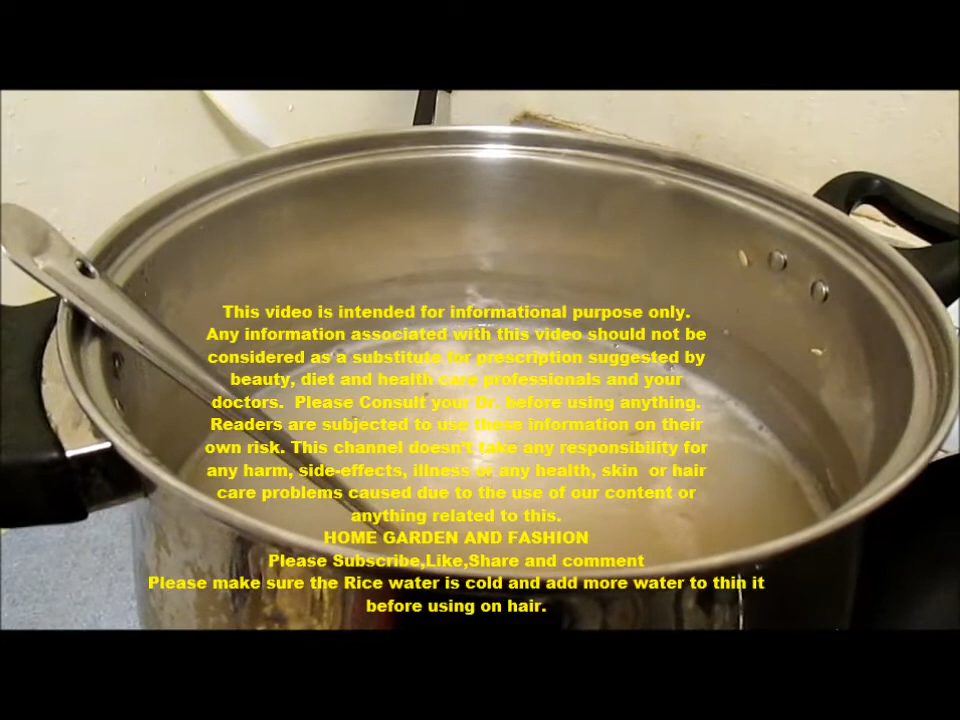 This video is intended for informational purpose only.
Any information associated with this video should not be
considered as a substitute for prescription suggested by
beauty, diet and health care professionals and your
doctors.  Please Consult your Dr. before using anything.
Readers are subjected to use these information on their
own risk. This channel doesn't take any responsibility for
any harm, side-effects, illness or any health, skin  or hair
care problems caused due to the use of our content or
anything related to this.
HOME GARDEN AND FASHION
Please Subscribe,Like,Share and comment
Please make sure the Rice water is cold and add more water to thin it
before using on hair.